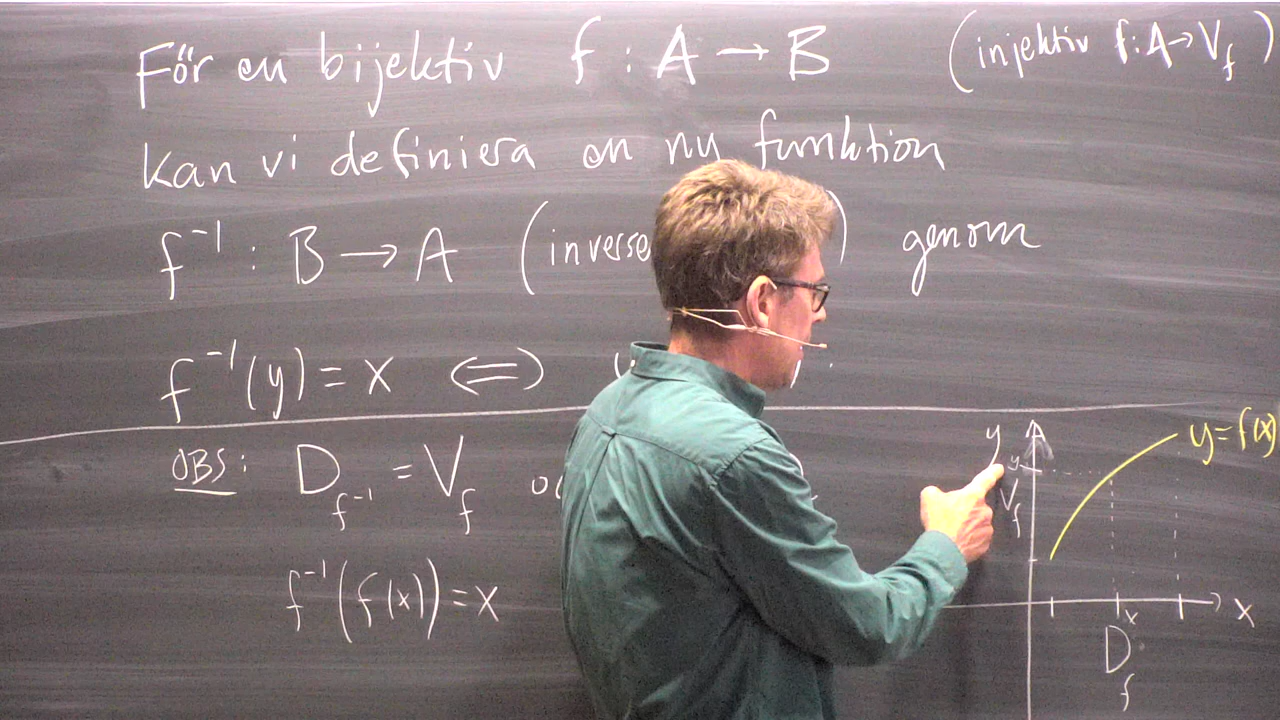 För en bijektiv f : A → B (injektiv f: A→V_f)
kan vi definiera en ny funktion
f⁻¹ : B → A (inverse ) genom
f⁻¹(y) = x ⇔
OBS: D_f⁻¹ = V_f
f⁻¹(f(x)) = x
y = f(x)
y
y
V_f
x
x
D_f